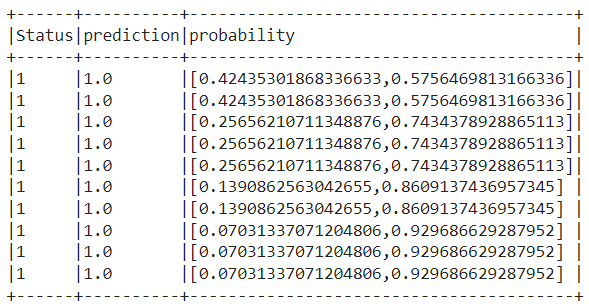 +------+----------+----------------------------------------+
|Status|prediction|probability                             |
+------+----------+----------------------------------------+
|1     |1.0       |[0.42435301868336633,0.5756469813166336]|
|1     |1.0       |[0.42435301868336633,0.5756469813166336]|
|1     |1.0       |[0.25656210711348876,0.7434378928865113]|
|1     |1.0       |[0.25656210711348876,0.7434378928865113]|
|1     |1.0       |[0.25656210711348876,0.7434378928865113]|
|1     |1.0       |[0.1390862563042655,0.8609137436957345] |
|1     |1.0       |[0.1390862563042655,0.8609137436957345] |
|1     |1.0       |[0.07031337071204806,0.929686629287952] |
|1     |1.0       |[0.07031337071204806,0.929686629287952] |
|1     |1.0       |[0.07031337071204806,0.929686629287952] |
+------+----------+----------------------------------------+